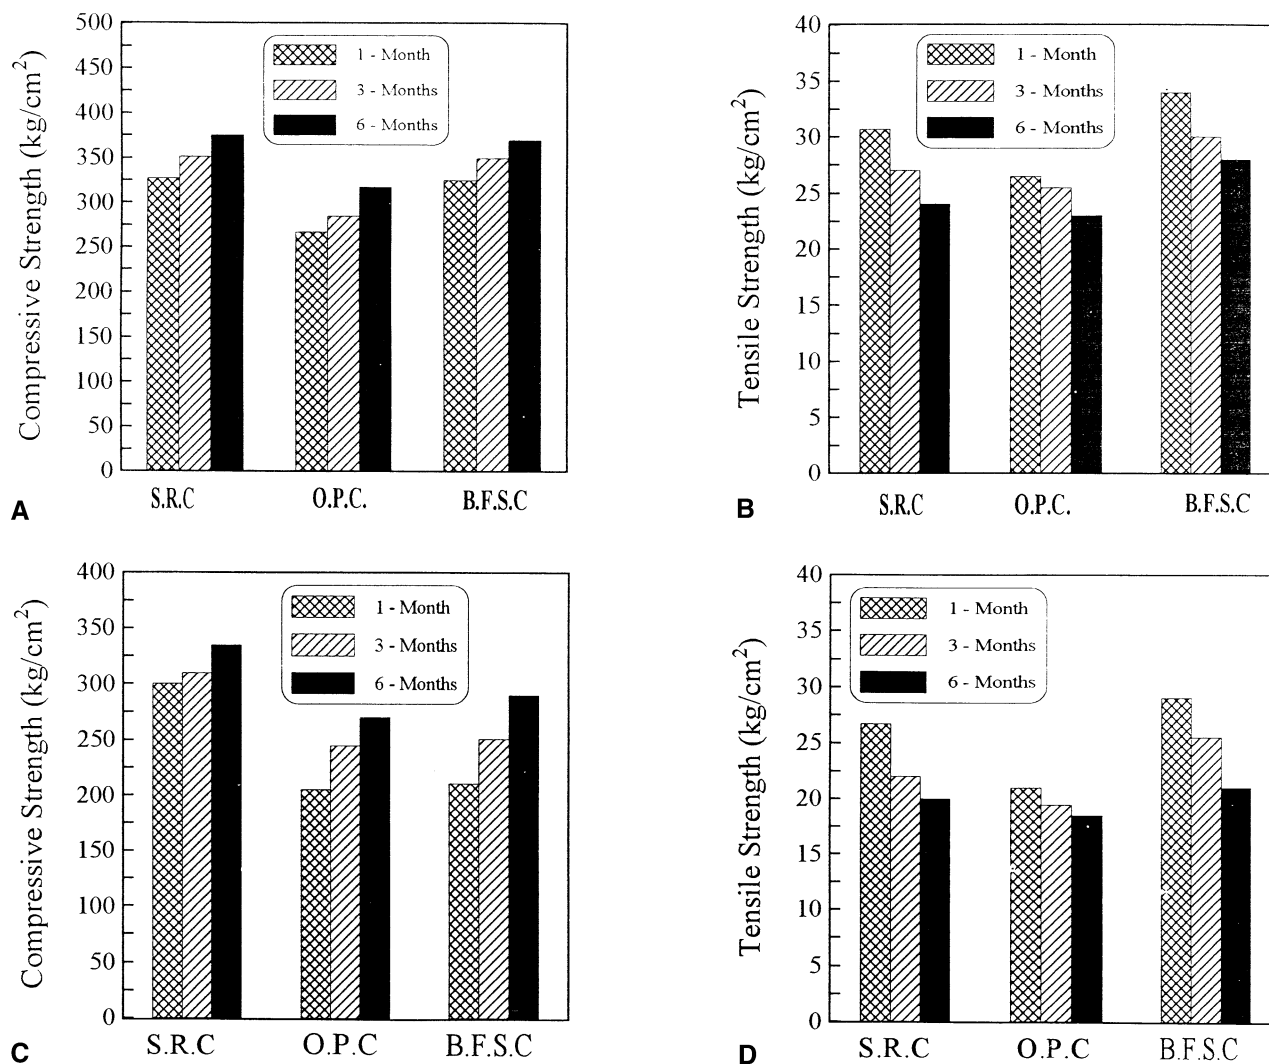 500
450
400
350
300
250
200
150
100
50
0
Compressive Strength (kg/cm²)
1 - Month
3 - Months
6 - Months
S.R.C O.P.C. B.F.S.C
A
40
35
30
25
20
15
10
5
0
Tensile Strength (kg/cm²)
1 - Month
3 - Months
6 - Months
S.R.C O.P.C. B.F.S.C
B
400
350
300
250
200
150
100
50
0
Compressive Strength (kg/cm²)
1 - Month
3 - Months
6 - Months
S.R.C O.P.C B.F.S.C
C
40
35
30
25
20
15
10
5
0
Tensile Strength (kg/cm²)
1 - Month
3 - Months
6 - Months
S.R.C O.P.C B.F.S.C
D